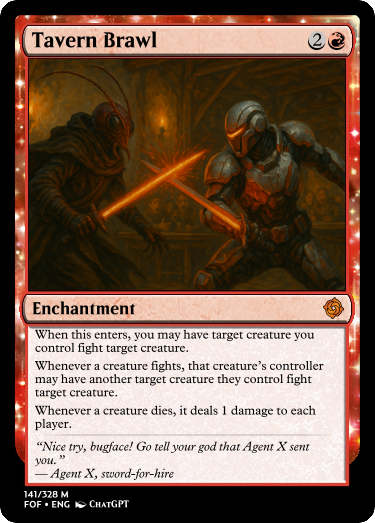 Tavern Brawl 2
Enchantment
When this enters, you may have target creature you
control fight target creature.
Whenever a creature fights, that creature's controller
may have another target creature they control fight
target creature.
Whenever a creature dies, it deals 1 damage to each
player.
“Nice try, bugface! Go tell your god that Agent X sent
you.”
— Agent X, sword-for-hire
141/328 M
FOF • ENG ChatGPT